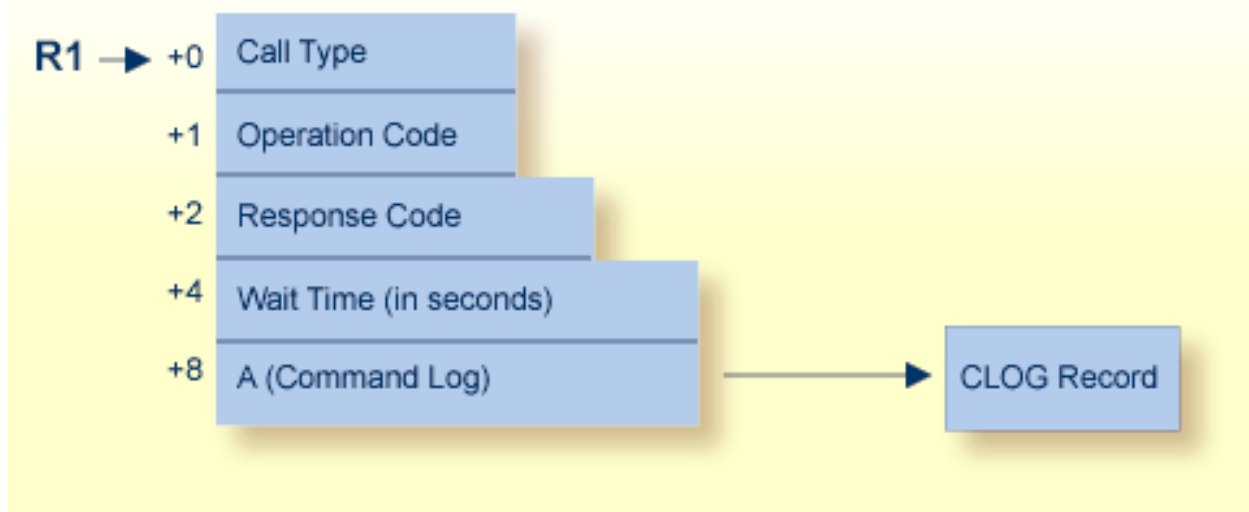 R1 +0 Call Type
+1 Operation Code
+2 Response Code
+4 Wait Time (in seconds)
+8 A (Command Log) CLOG Record